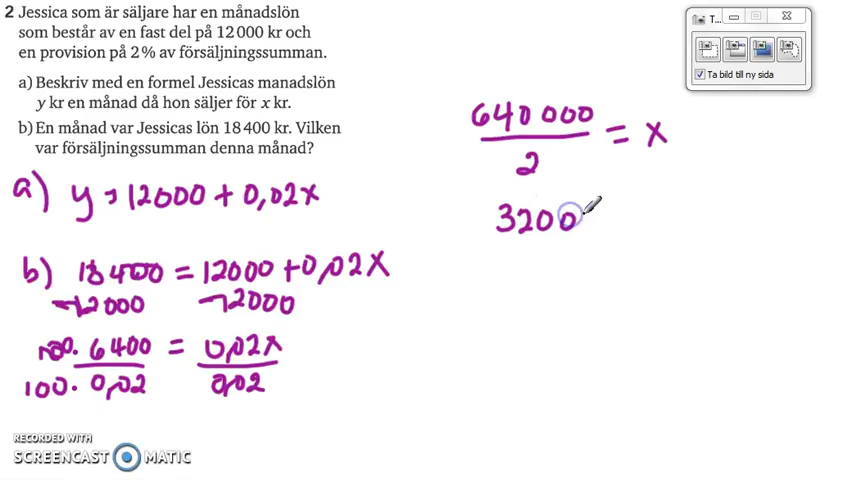 2 Jessica som är säljare har en månadslön
som består av en fast del på 12 000 kr och
en provision på 2 % av försäljningssumman.
a) Beskriv med en formel Jessicas manadslön
y kr en månad då hon säljer för x kr.
b) En månad var Jessicas lön 18 400 kr. Vilken
var försäljningssumman denna månad?
a) y = 12000 + 0,02x
b) 18400 = 12000 + 0,02x
-12000 -12000
100· 6400 = 0,02x
100· 0,02 0,02
640 000 = x
2
3200
T...
Ta bild till ny sida
RECORDED WITH
SCREENCAST MATIC